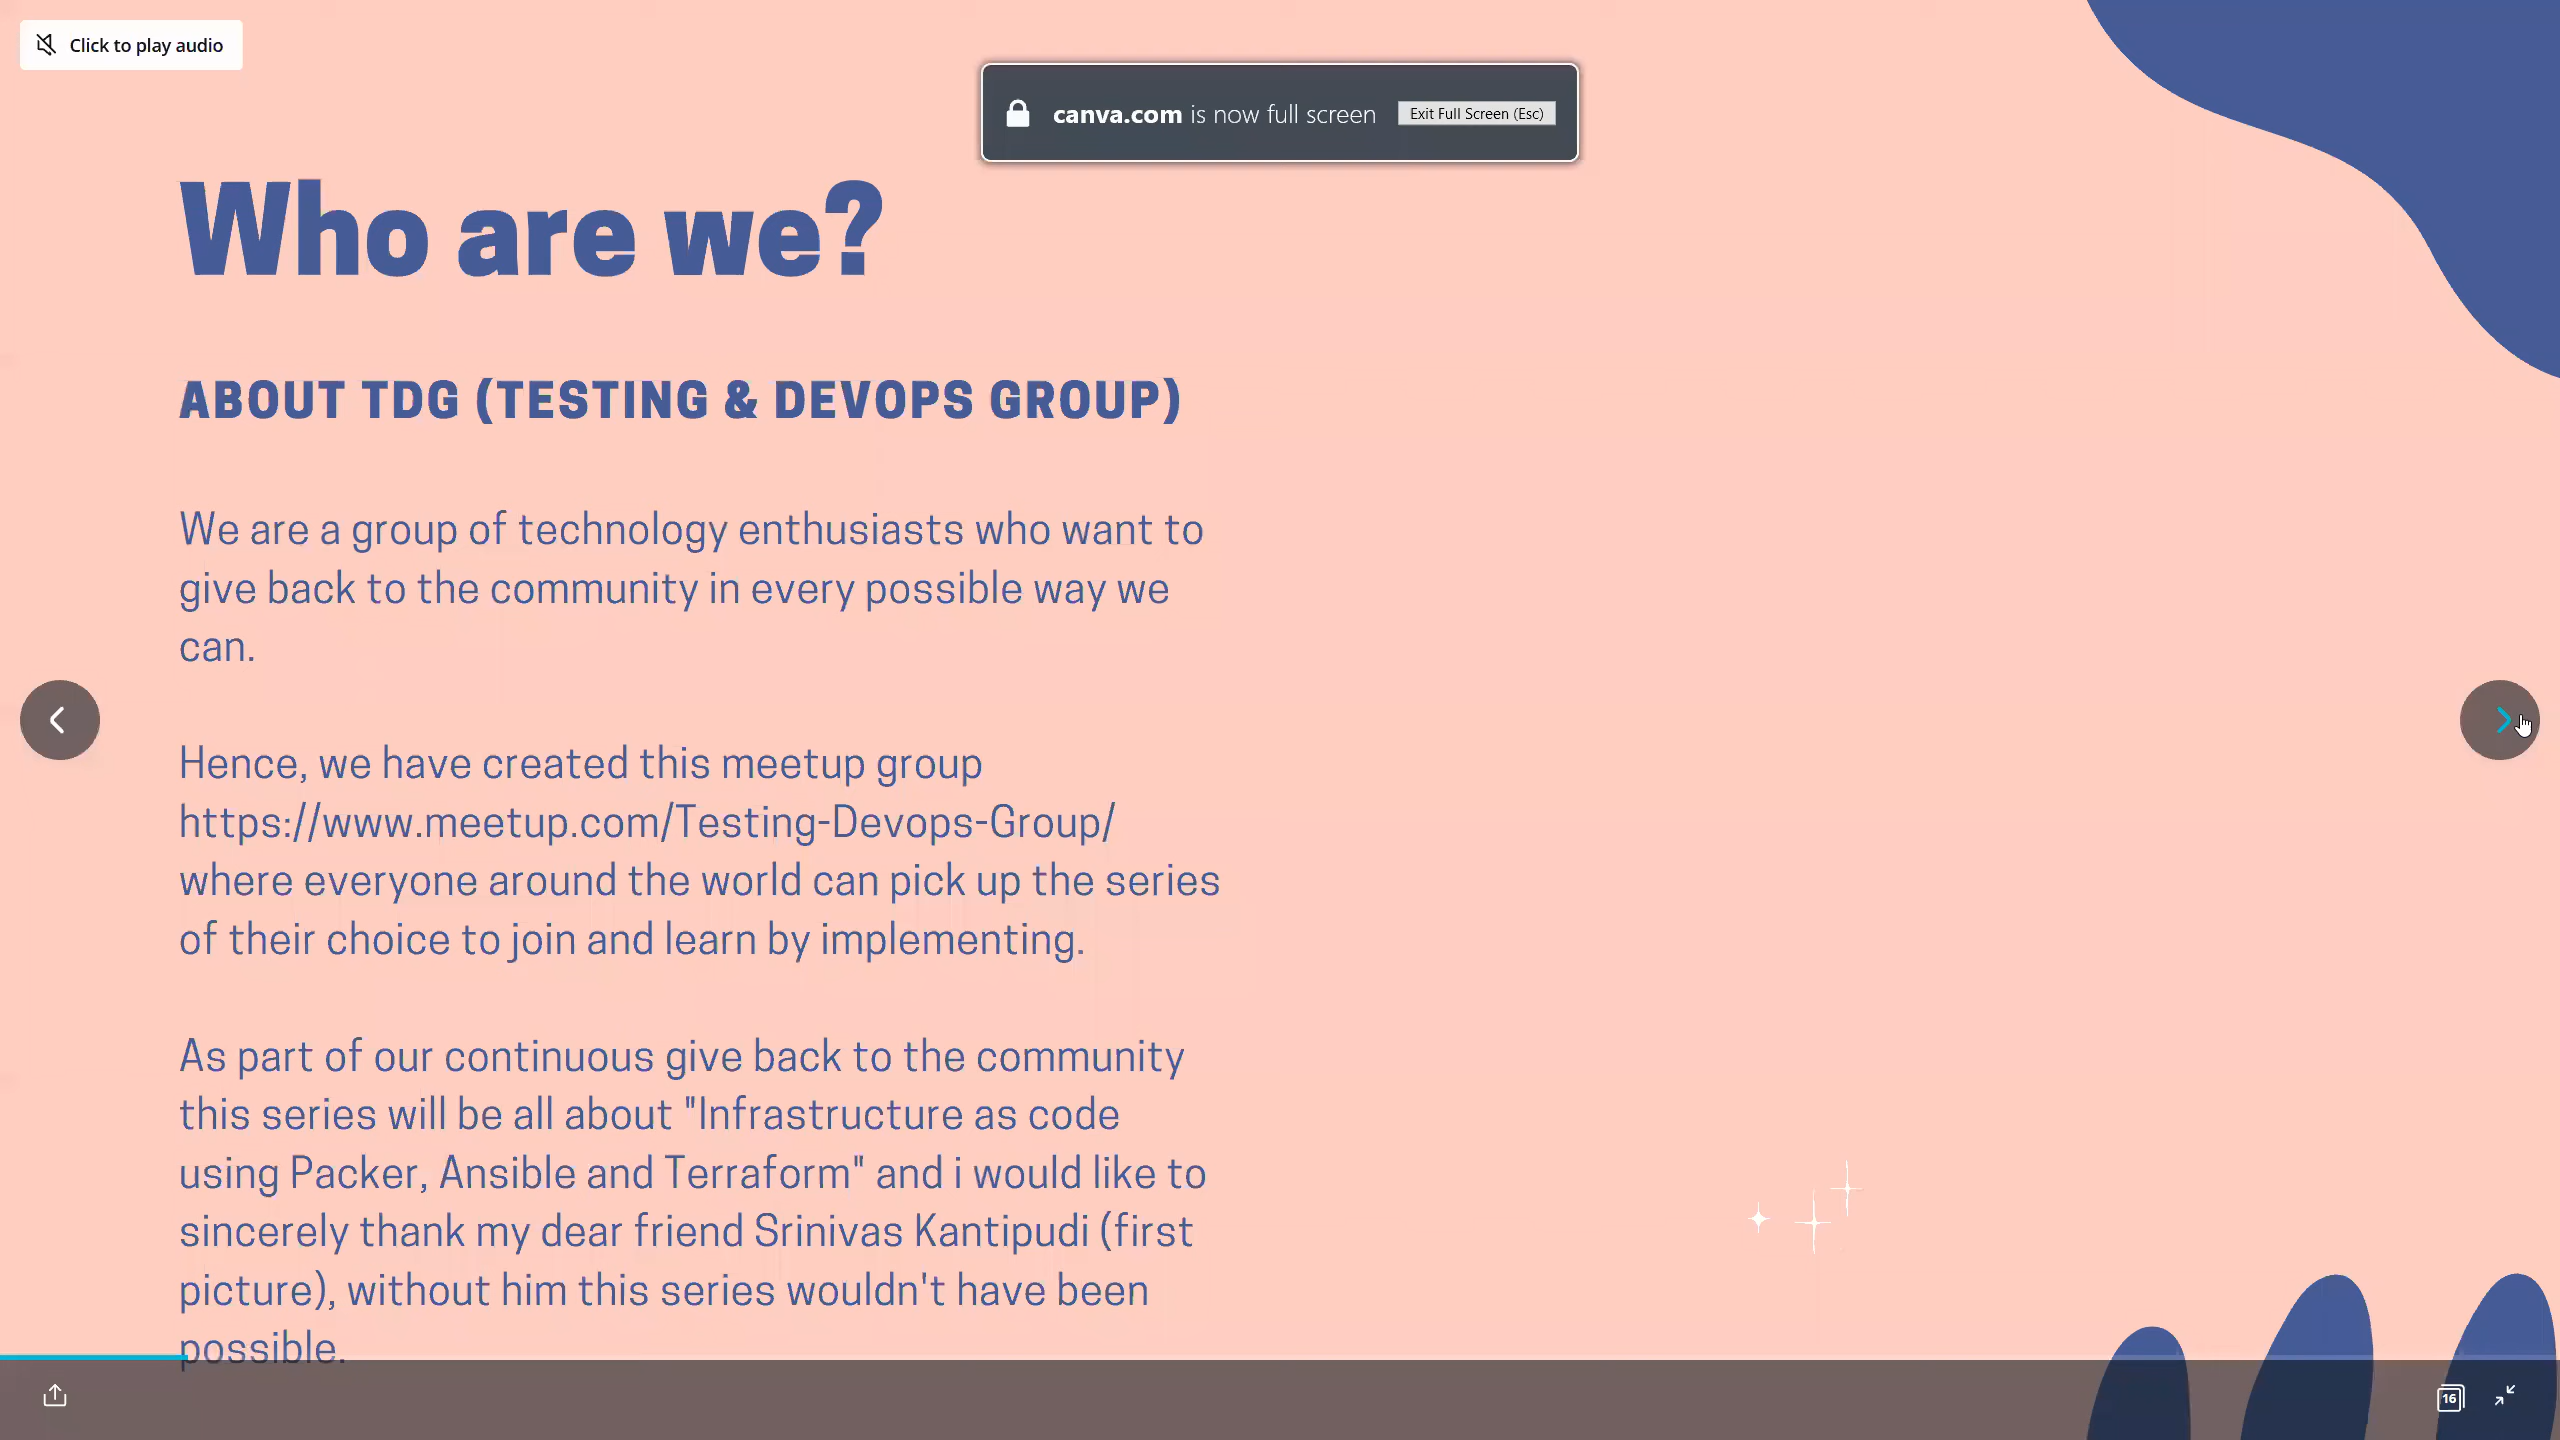 Click to play audio
canva.com is now full screen
Exit Full Screen (Esc)
Who are we?
ABOUT TDG (TESTING & DEVOPS GROUP)
We are a group of technology enthusiasts who want to
give back to the community in every possible way we
can.
Hence, we have created this meetup group
https://www.meetup.com/Testing-Devops-Group/
where everyone around the world can pick up the series
of their choice to join and learn by implementing.
As part of our continuous give back to the community
this series will be all about "Infrastructure as code
using Packer, Ansible and Terraform" and i would like to
sincerely thank my dear friend Srinivas Kantipudi (first
picture), without him this series wouldn't have been
possible.
16